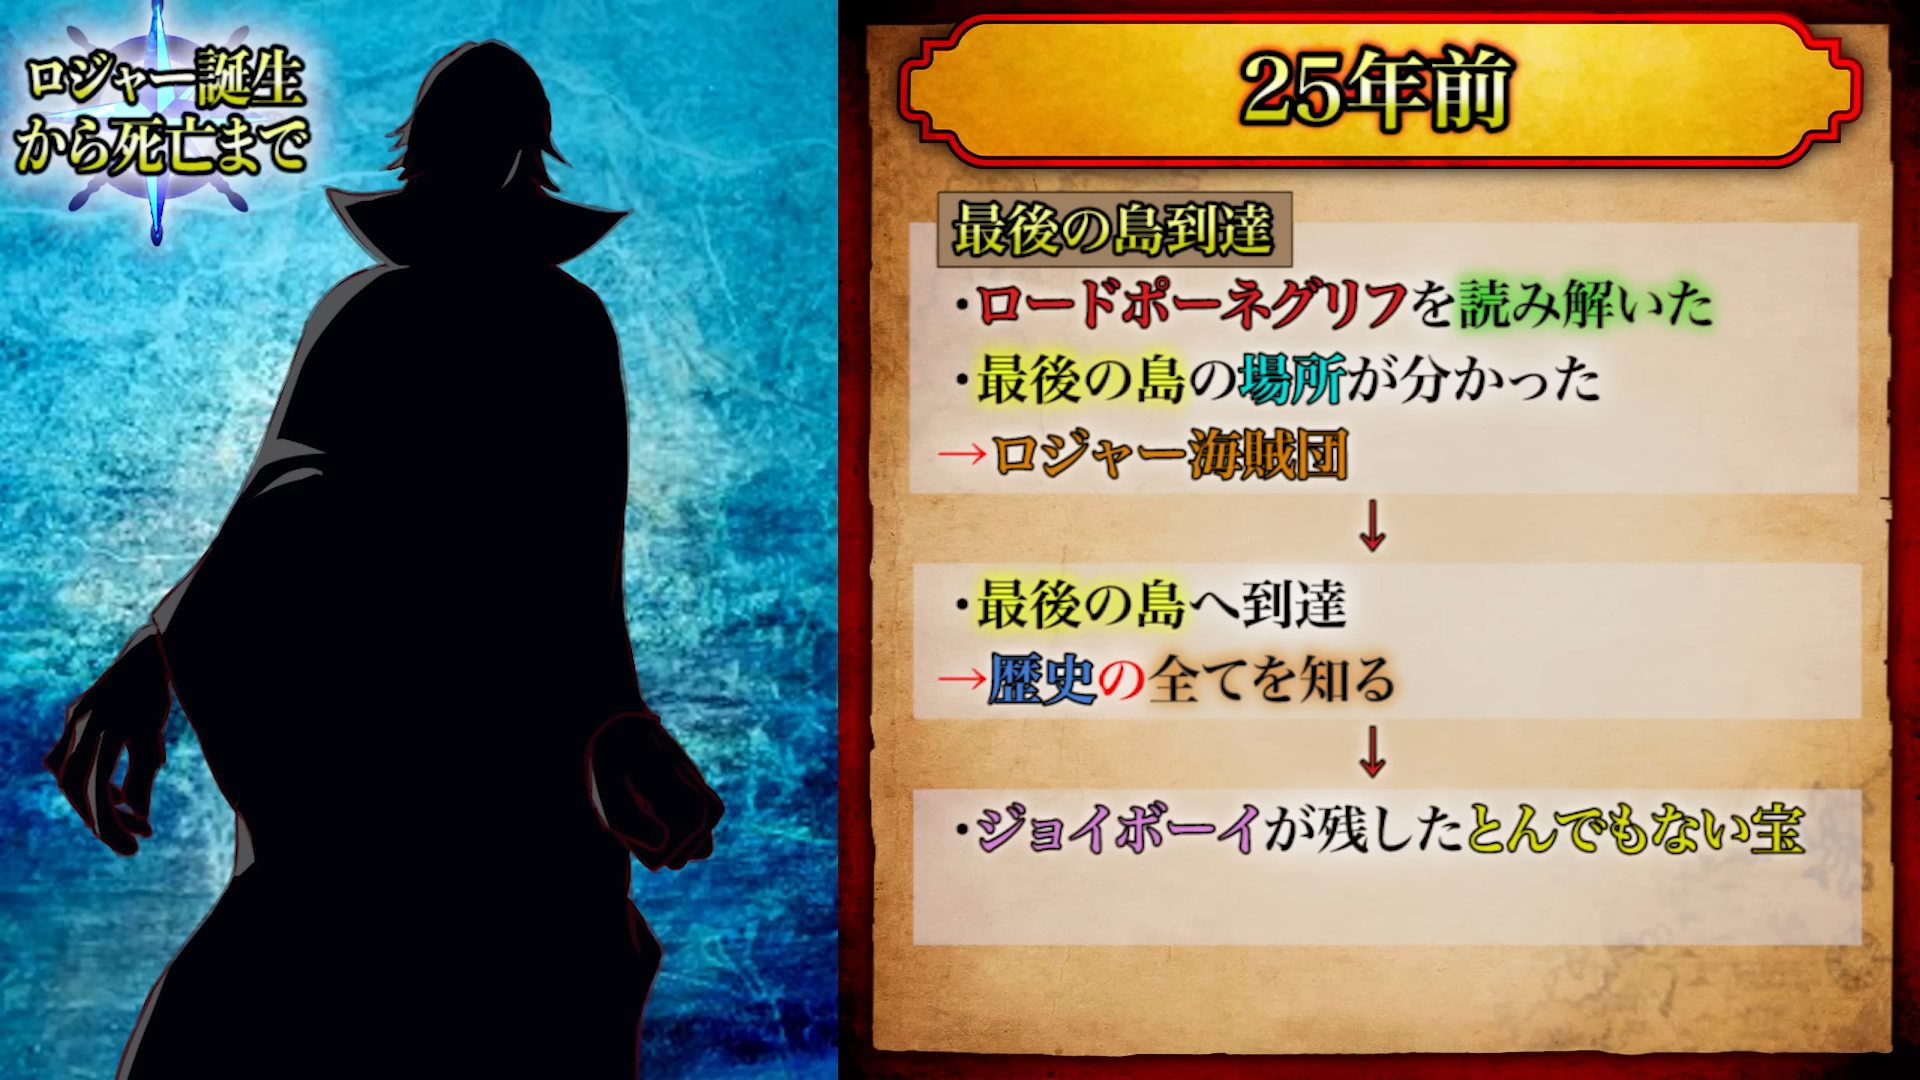 ロジャー誕生
から死亡まで
25年前
最後の島到達
・ロードポーネグリフを読み解いた
・最後の島の場所が分かった
→ロジャー海賊団
↓
・最後の島へ到達
→歴史の全てを知る
↓
・ジョイボーイが残したとんでもない宝